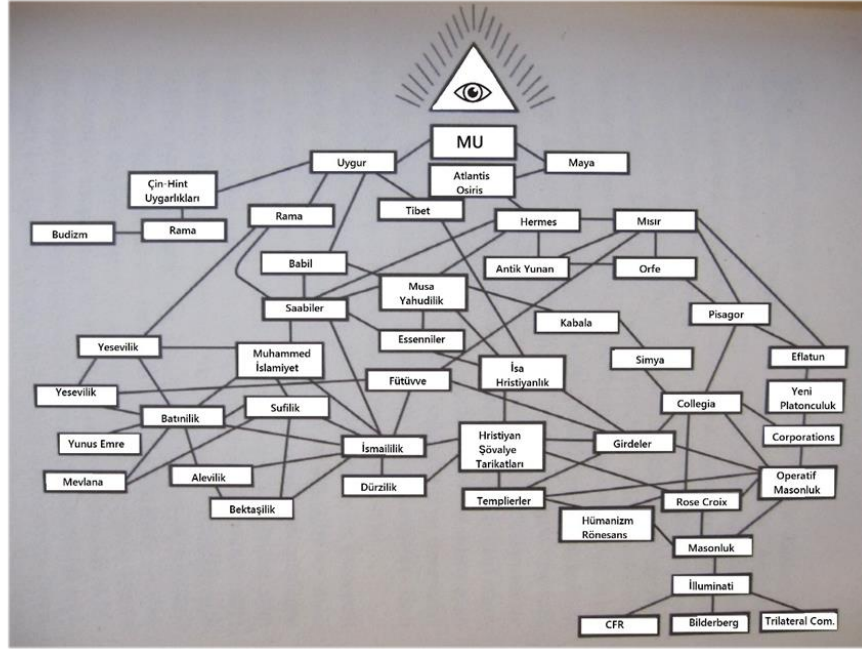 MU
Uygur
Maya
Atlantis
Osiris
Çin-Hint
Uygarlıkları
Rama
Tibet
Hermes
Mısır
Budizm
Rama
Babil
Antik Yunan
Orfe
Musa
Yahudilik
Saabiler
Kabala
Pisagor
Essenniler
Yesevilik
Muhammed
İslamiyet
Simya
Eflatun
Fütüvve
İsa
Hristiyanlık
Yesevilik
Yeni
Platonculuk
Sufilik
Collegia
Batınilik
Yunus Emre
İsmaililik
Hristiyan
Şövalye
Tarikatları
Girdeler
Corporations
Mevlana
Alevilik
Dürzilik
Operatif
Masonluk
Bektaşilik
Templierler
Rose Croix
Hümanizm
Rönesans
Masonluk
İlluminati
CFR
Bilderberg
Trilateral Com.